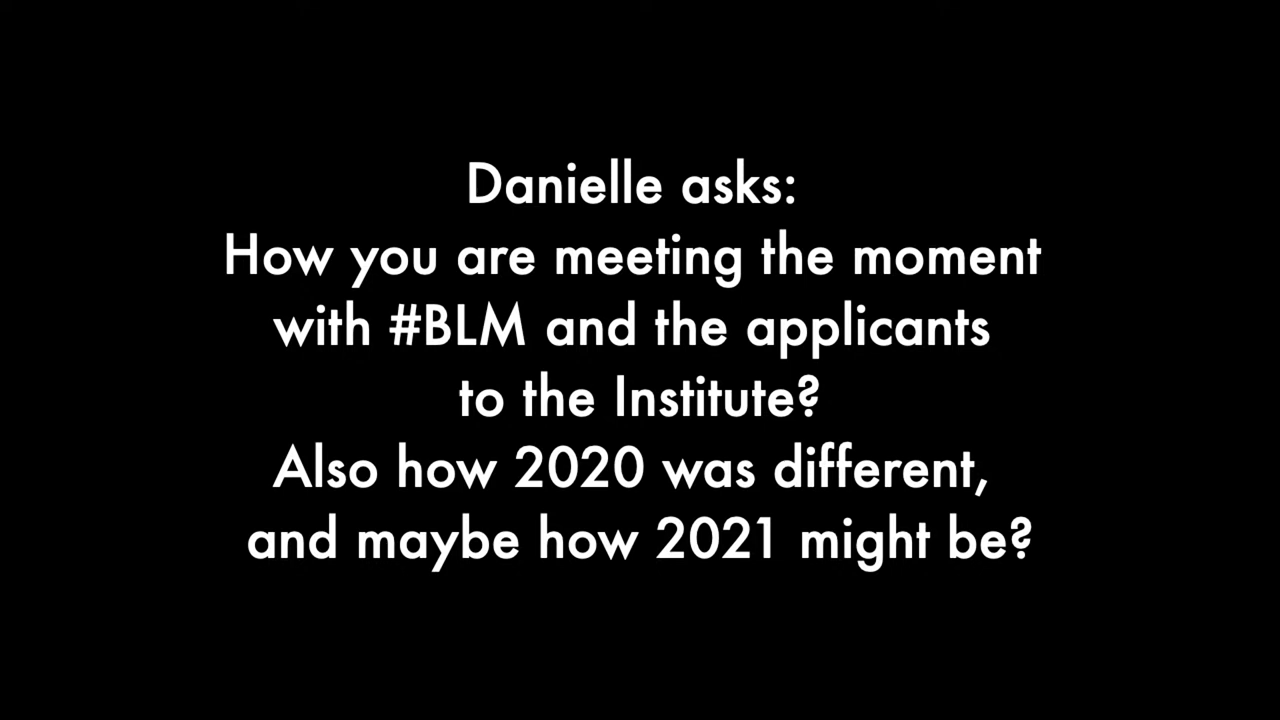 Danielle asks:
How you are meeting the moment
with #BLM and the applicants
to the Institute?
Also how 2020 was different,
and maybe how 2021 might be?